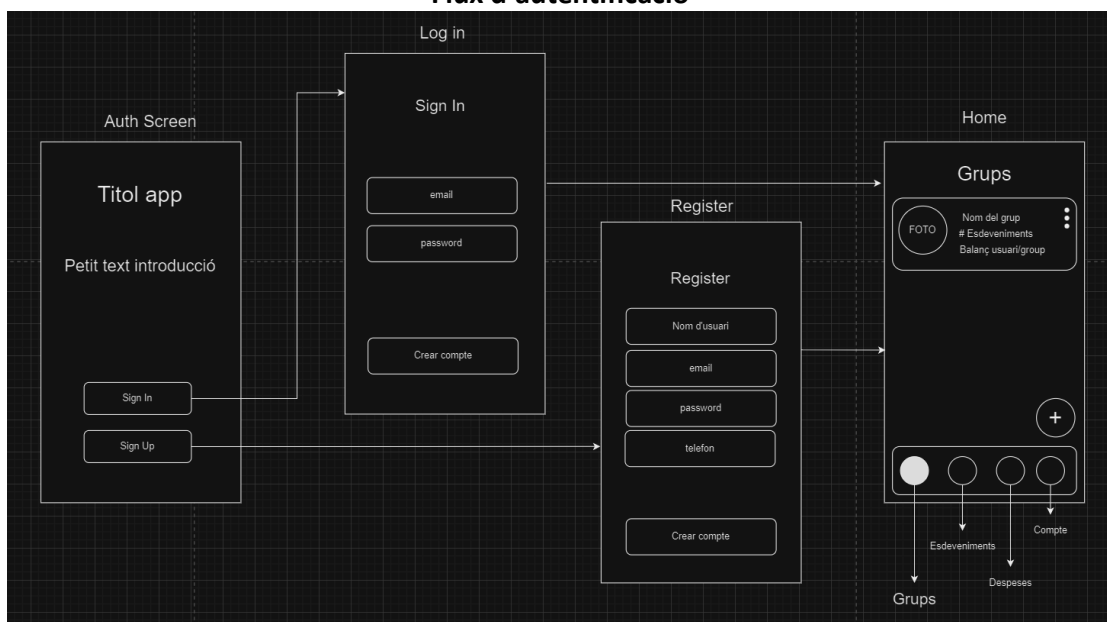 Flux d'autentificació
Log in
Sign In
email
password
Crear compte
Auth Screen
Titol app
Petit text introducció
Sign In
Sign Up
Register
Register
Nom d'usuari
email
password
telefon
Crear compte
Home
Grups
FOTO
Nom del grup
# Esdeveniments
Balanç usuari/group
+
Compte
Esdeveniments
Despeses
Grups